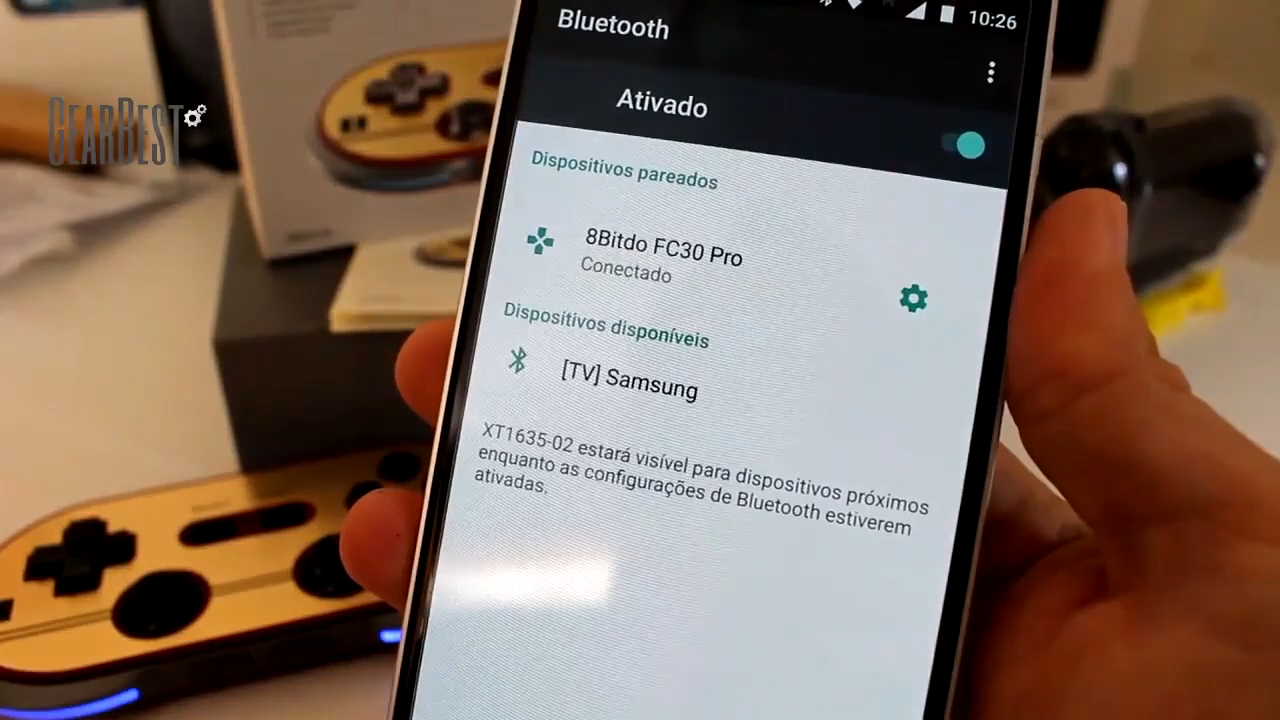 Bluetooth
10:26
Ativado
GEARBEST
Dispositivos pareados
8Bitdo FC30 Pro
Conectado
Dispositivos disponíveis
[TV] Samsung
XT1635-02 estará visível para dispositivos próximos
enquanto as configurações de Bluetooth estiverem
ativadas.